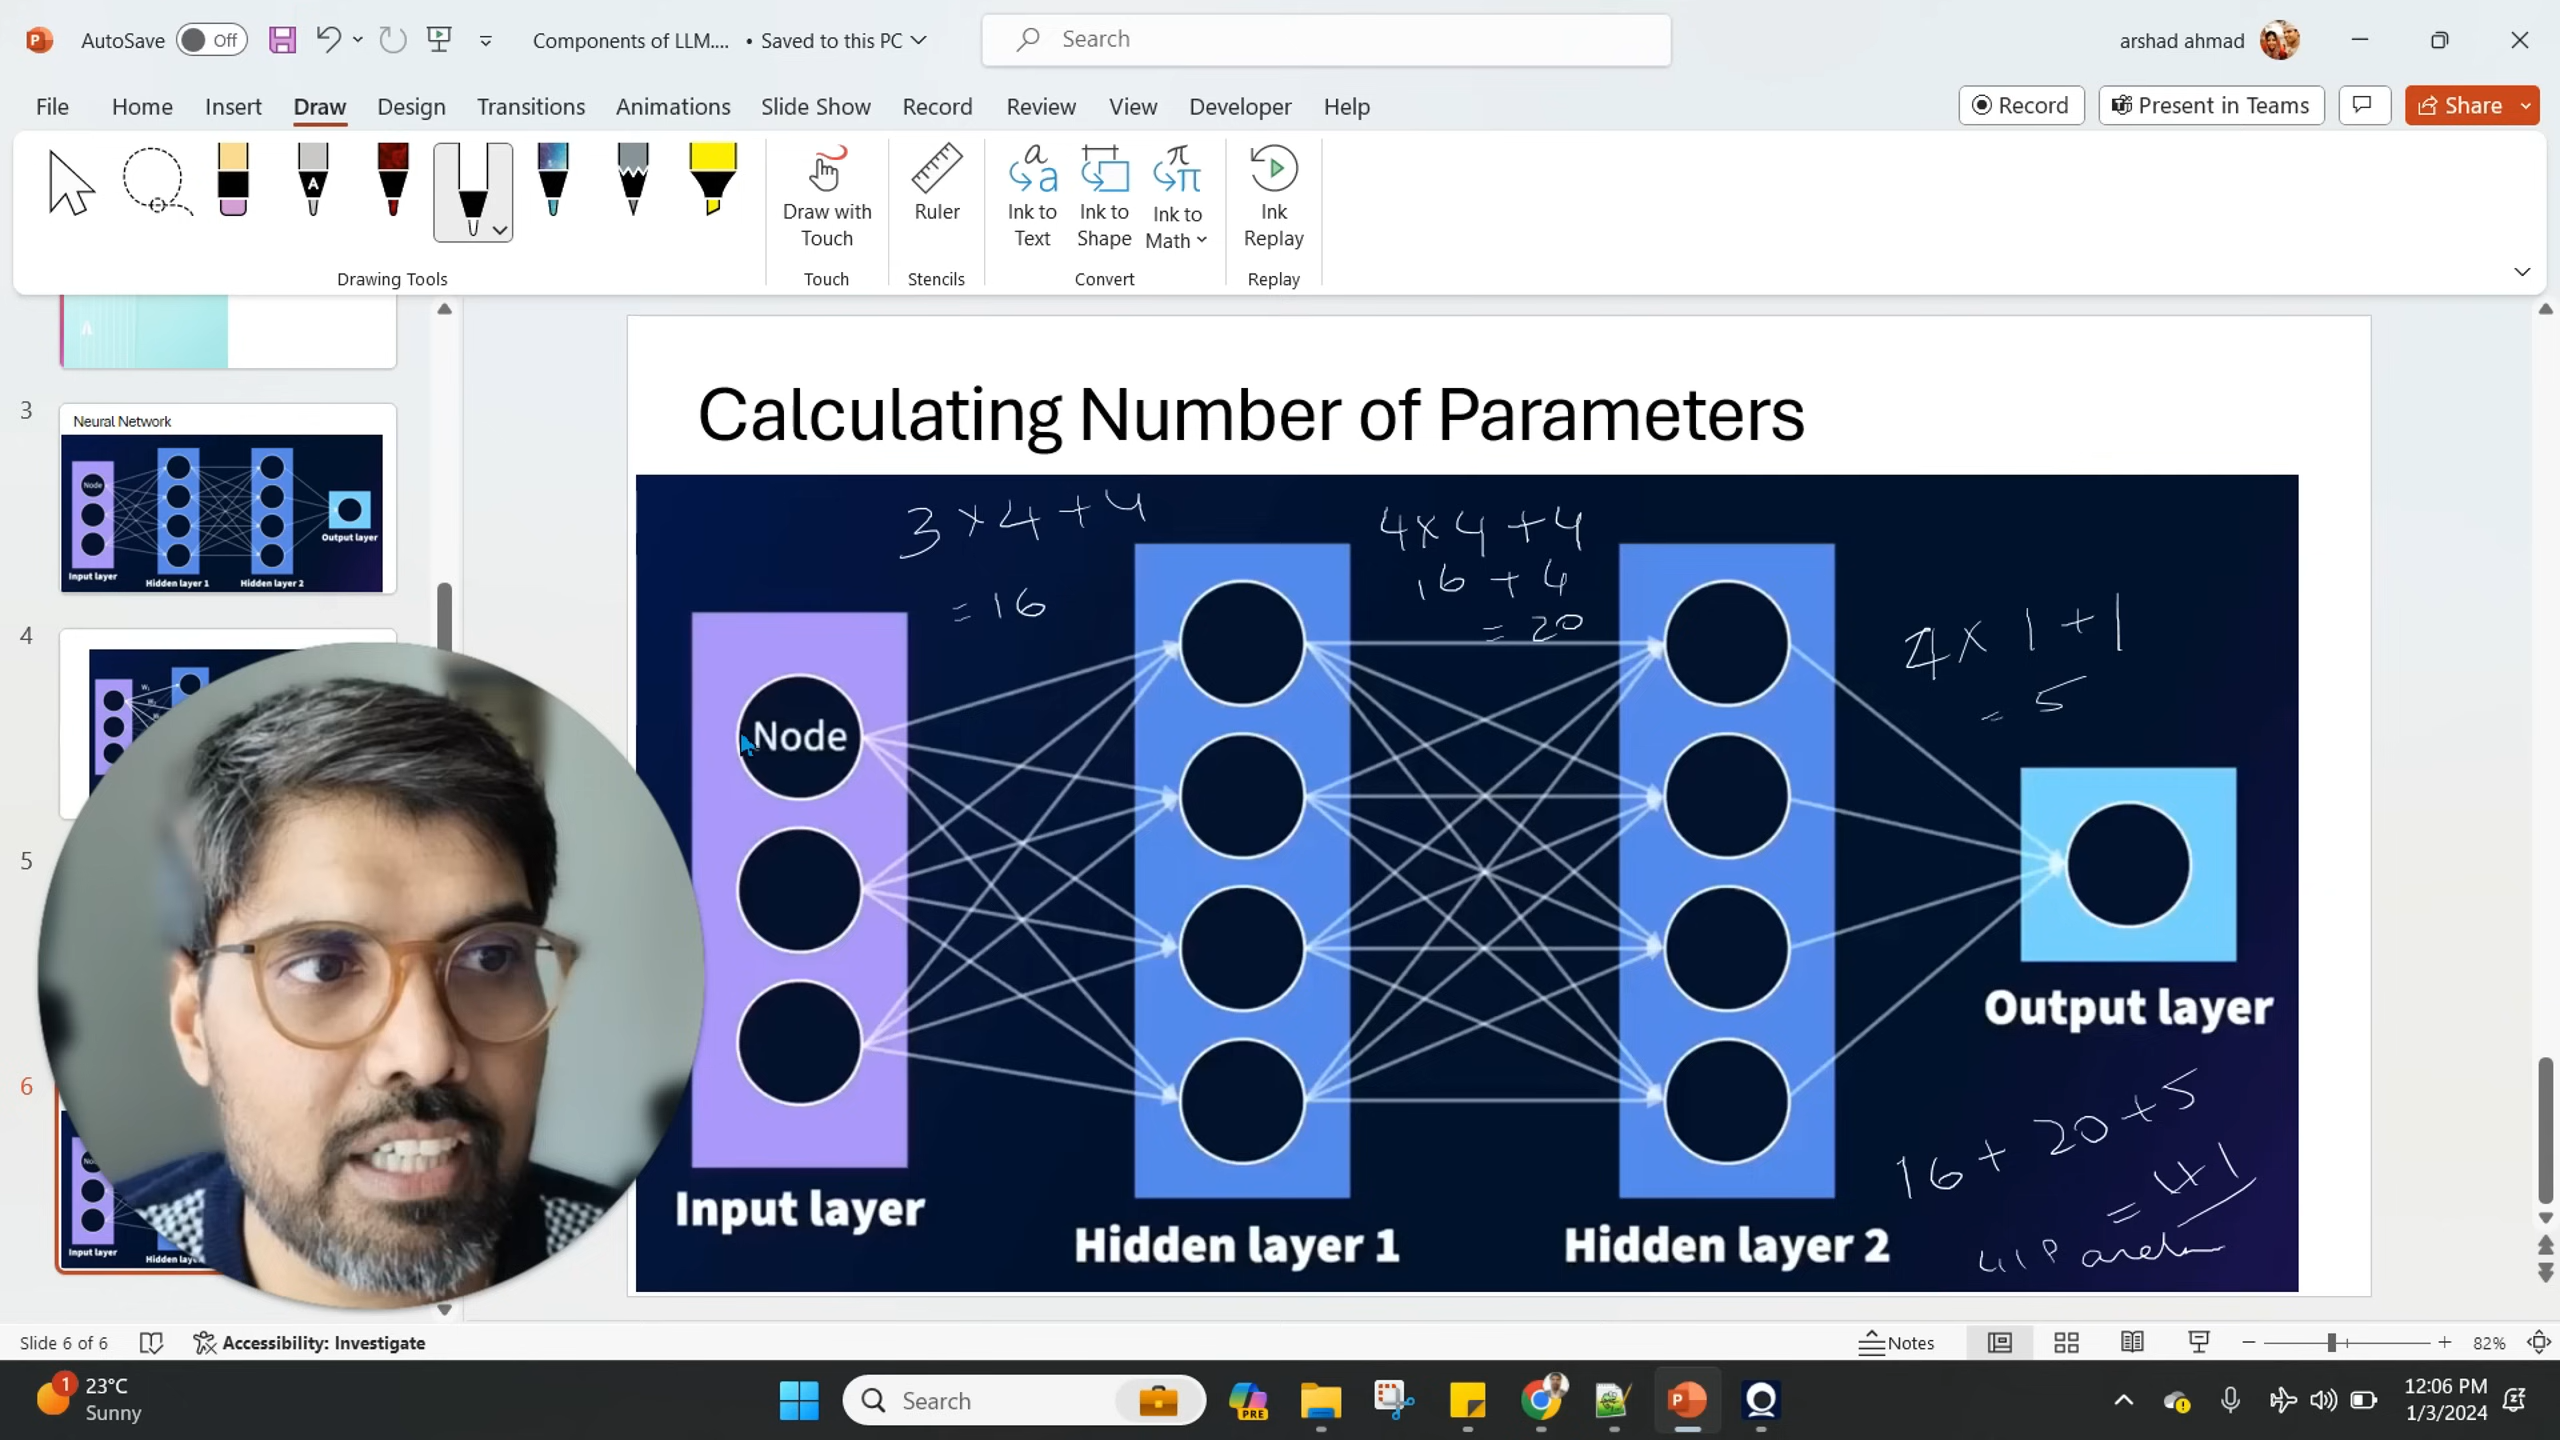 AutoSave Off Components of LLM.... • Saved to this PC Search arshad ahmad
File Home Insert Draw Design Transitions Animations Slide Show Record Review View Developer Help Record Present in Teams Share
Draw with Touch
Ruler
Ink to Text
Ink to Shape
Ink to Math
Ink Replay
Drawing Tools Touch Stencils Convert Replay
3
Neural Network
Node
Input layer
Hidden layer 1
Hidden layer 2
Output layer
4
5
6
Input layer
Calculating Number of Parameters
3 × 4 + 4
= 16
4 × 4 + 4
16 + 4
= 20
4 × 1 + 1
= 5
Node
Input layer
Hidden layer 1
Hidden layer 2
Output layer
16 + 20 + 5
= 41
Slide 6 of 6 Accessibility: Investigate Notes 82%
1
23°C
Sunny
Search
PRE
12:06 PM
1/3/2024